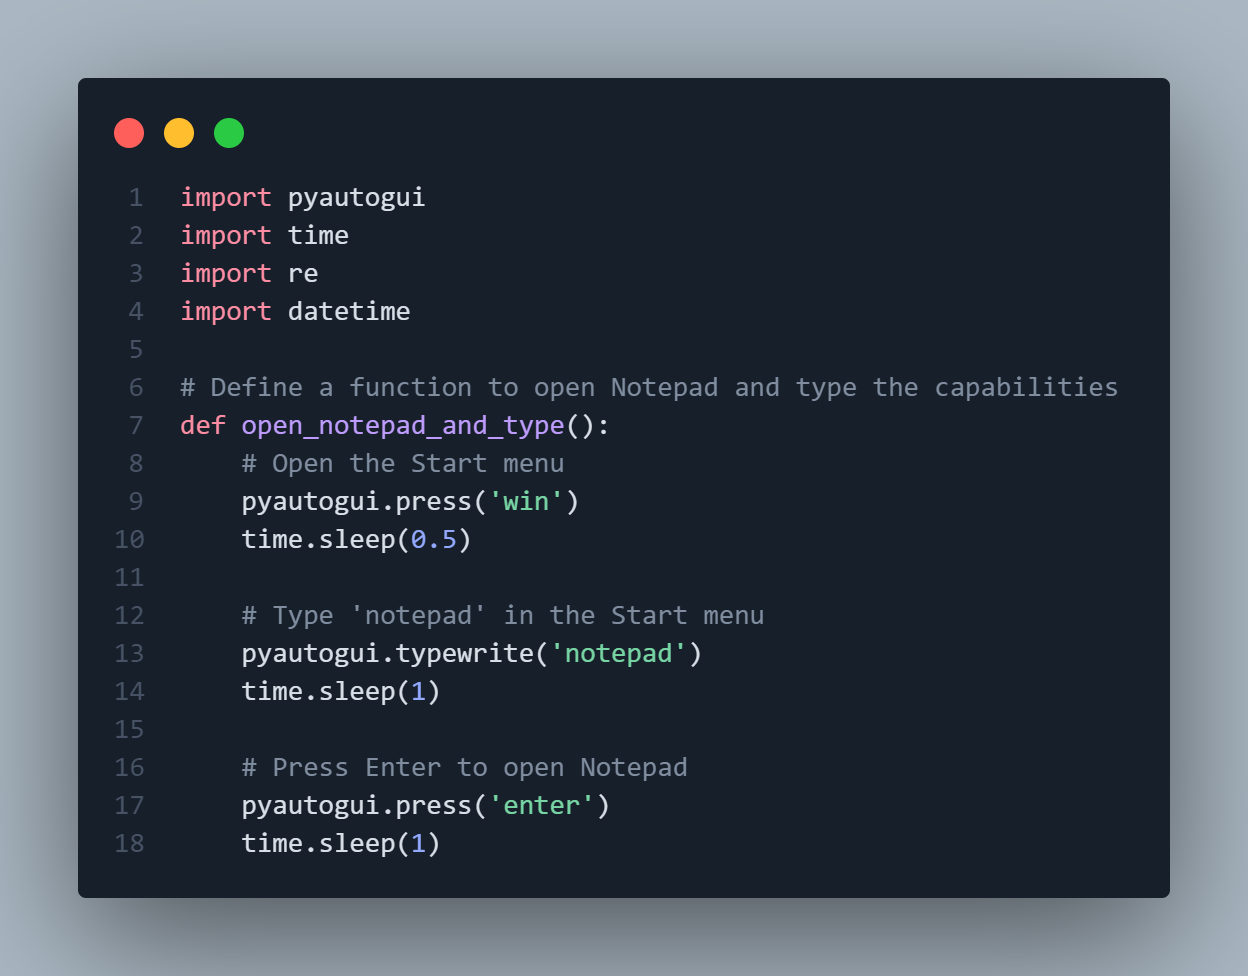 1 import pyautogui
2 import time
3 import re
4 import datetime
5
6 # Define a function to open Notepad and type the capabilities
7 def open_notepad_and_type():
8     # Open the Start menu
9     pyautogui.press('win')
10     time.sleep(0.5)
11
12     # Type 'notepad' in the Start menu
13     pyautogui.typewrite('notepad')
14     time.sleep(1)
15
16     # Press Enter to open Notepad
17     pyautogui.press('enter')
18     time.sleep(1)